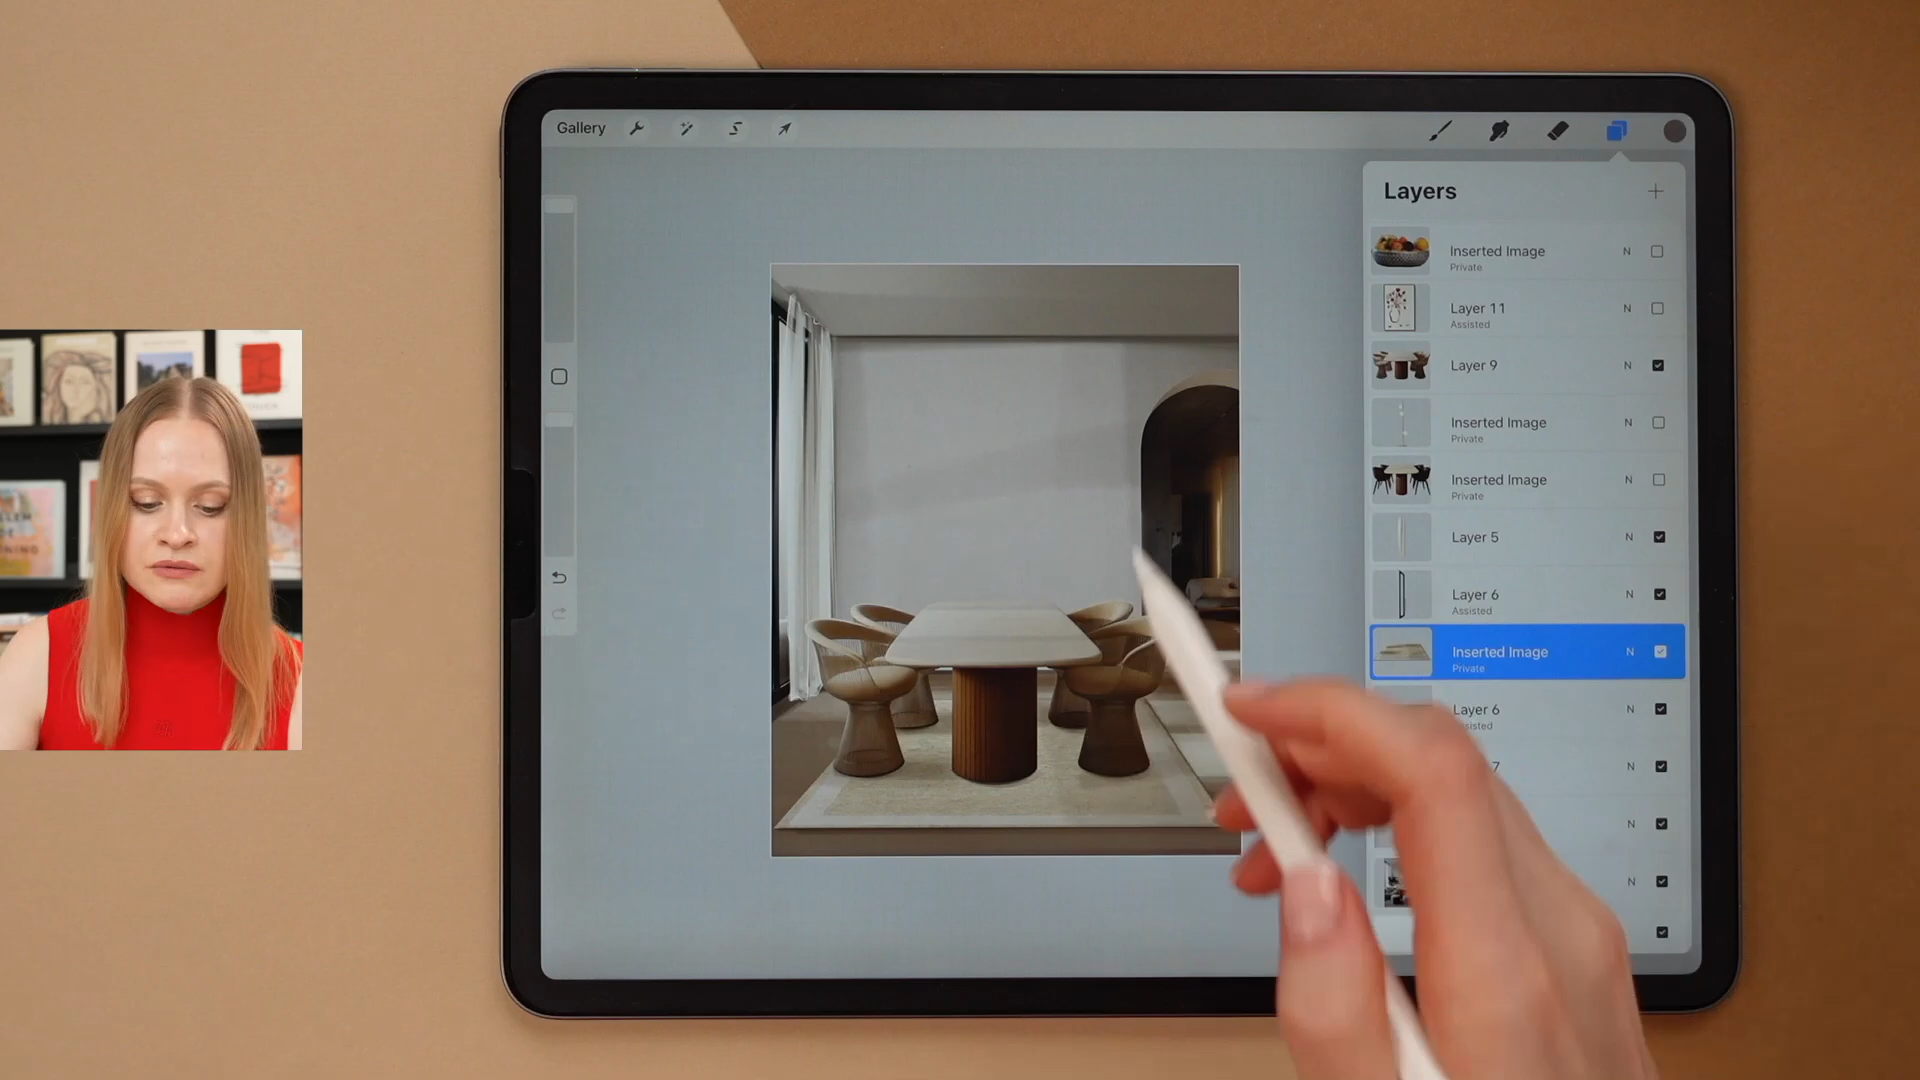 Gallery
Layers
Inserted Image N
Private
Layer 11 N
Assisted
Layer 9 N
Inserted Image N
Private
Inserted Image N
Private
Layer 5 N
Layer 6 N
Assisted
Inserted Image N
Private
Layer 6 N
7 N
N
N